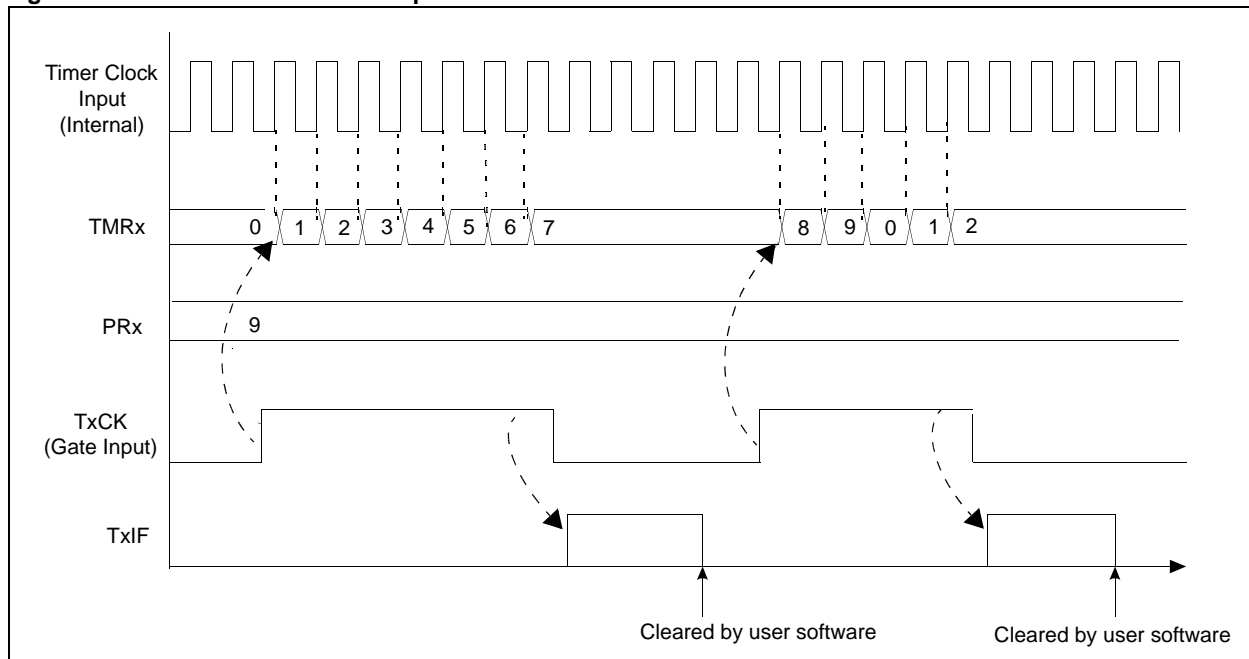 Timer Clock
Input
(Internal)
TMRx
0 1 2 3 4 5 6 7 8 9 0 1 2
PRx
9
TxCK
(Gate Input)
TxIF
Cleared by user software
Cleared by user software